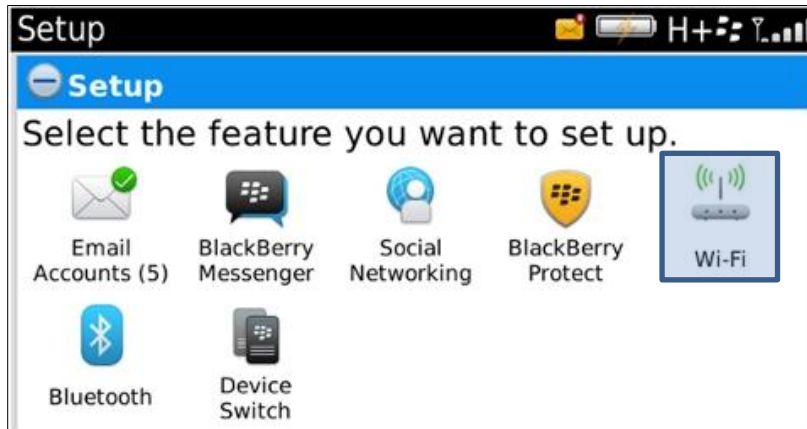 Setup
H+
Setup
Select the feature you want to set up.
Email
Accounts (5)
BlackBerry
Messenger
Social
Networking
BlackBerry
Protect
Wi-Fi
Bluetooth
Device
Switch